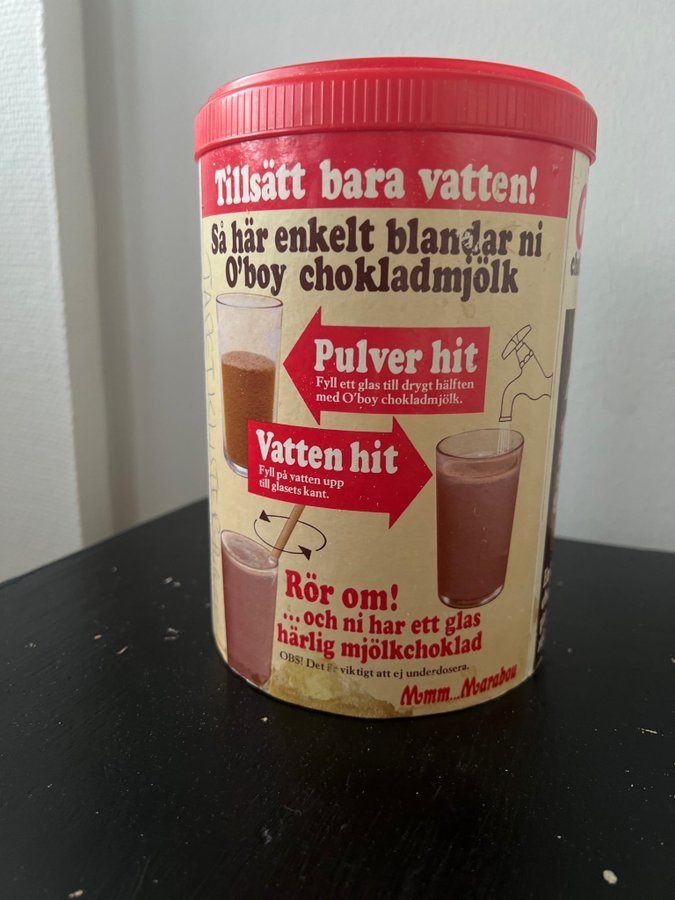 Tillsätt bara vatten!
Så här enkelt blandar ni
O'boy chokladmjölk
Pulver hit
Fyll ett glas till drygt hälften
med O'boy chokladmjölk.
Vatten hit
Fyll på vatten upp
till glasets kant.
Rör om!
...och ni har ett glas
härlig mjölkchoklad
OBS! Det är viktigt att ej underdosera.
Mmm...Marabou